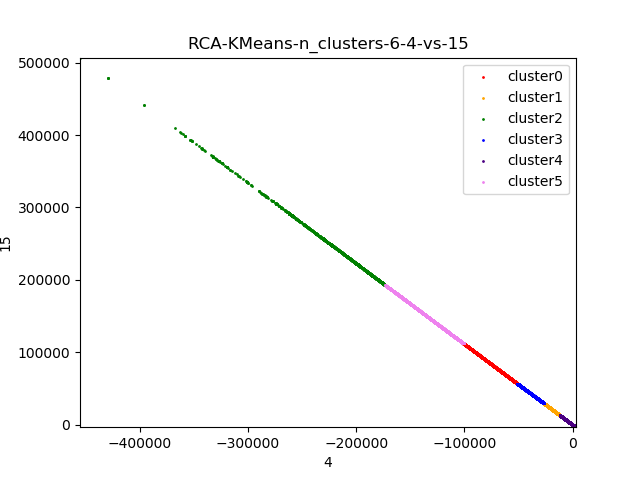 RCA-KMeans-n_clusters-6-4-vs-15
500000
400000
300000
200000
100000
0
15
cluster0
cluster1
cluster2
cluster3
cluster4
cluster5
−400000 −300000 −200000 −100000 0
4